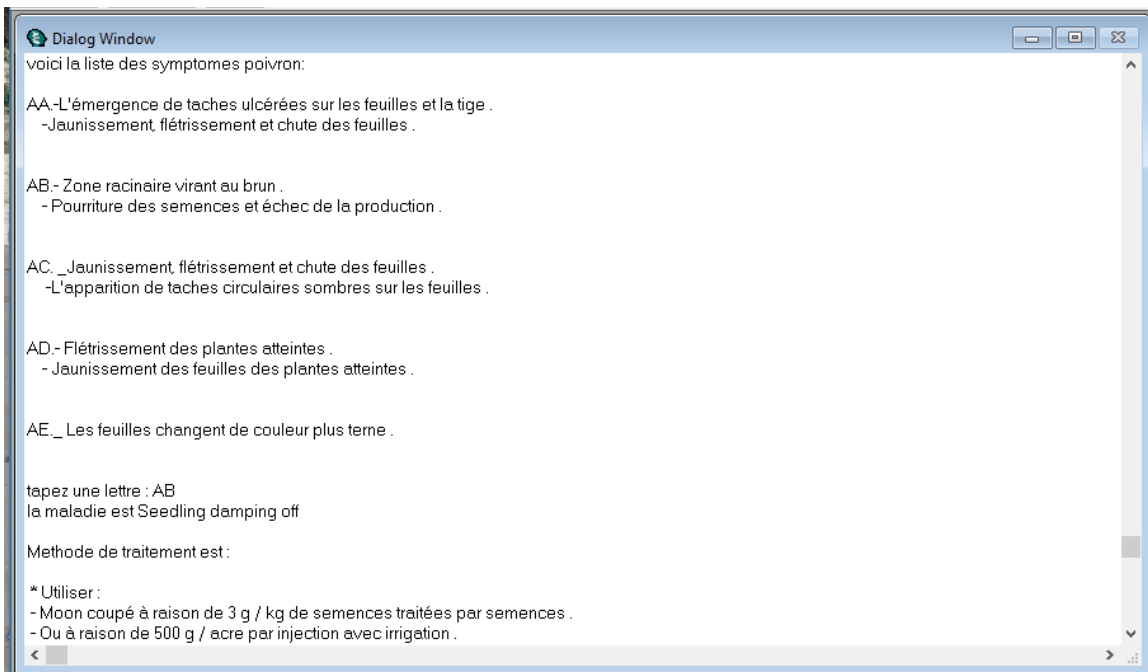 Dialog Window
voici la liste des symptomes poivron:
AA.-L'émergence de taches ulcérées sur les feuilles et la tige .
-Jaunissement, flétrissement et chute des feuilles .
AB.- Zone racinaire virant au brun .
- Pourriture des semences et échec de la production .
AC. _Jaunissement, flétrissement et chute des feuilles .
-L'apparition de taches circulaires sombres sur les feuilles .
AD.- Flétrissement des plantes atteintes .
- Jaunissement des feuilles des plantes atteintes .
AE._ Les feuilles changent de couleur plus terne .
tapez une lettre : AB
la maladie est Seedling damping off
Methode de traitement est :
* Utiliser :
- Moon coupé à raison de 3 g / kg de semences traitées par semences .
- Ou à raison de 500 g / acre par injection avec irrigation .